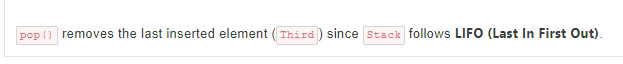 pop() removes the last inserted element (Third) since Stack follows LIFO (Last In First Out).